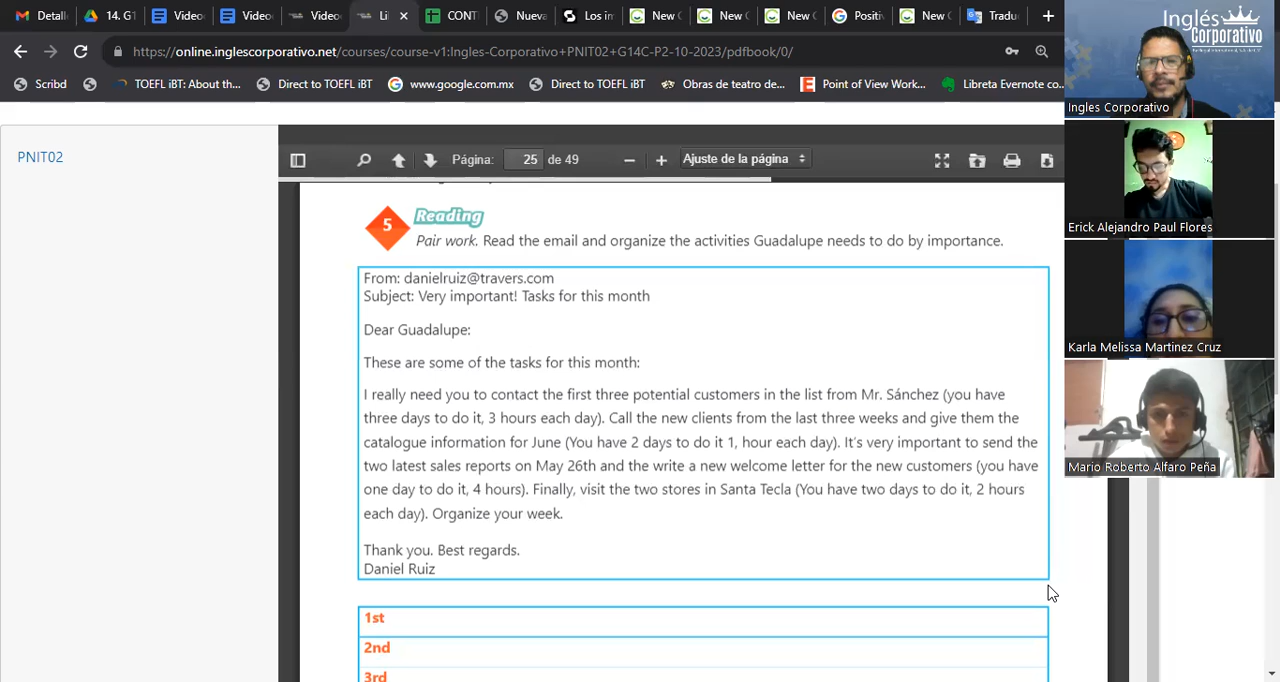 Detalle
14. G1
Video
Video
Video
Li
CONT
Nueva
Los im
New C
New C
New C
Positiv
New C
Tradu
https://online.inglescorporativo.net/courses/course-v1:Ingles-Corporativo+PNIT02+G14C-P2-10-2023/pdfbook/0/
Scribd
TOEFL iBT: About th...
Direct to TOEFL iBT
www.google.com.mx
Direct to TOEFL iBT
Obras de teatro de...
Point of View Work...
Libreta Evernote co...
PNIT02
Página: 25 de 49
Ajuste de la página
5
Reading
Pair work. Read the email and organize the activities Guadalupe needs to do by importance.
From: danielruiz@travers.com
Subject: Very important! Tasks for this month
Dear Guadalupe:
These are some of the tasks for this month:
I really need you to contact the first three potential customers in the list from Mr. Sánchez (you have
three days to do it, 3 hours each day). Call the new clients from the last three weeks and give them the
catalogue information for June (You have 2 days to do it 1, hour each day). It's very important to send the
two latest sales reports on May 26th and the write a new welcome letter for the new customers (you have
one day to do it, 4 hours). Finally, visit the two stores in Santa Tecla (You have two days to do it, 2 hours
each day). Organize your week.
Thank you. Best regards.
Daniel Ruiz
1st
2nd
3rd
Inglés
Corporativo
Ingles Corporativo
Erick Alejandro Paul Flores
Karla Melissa Martinez Cruz
Mario Roberto Alfaro Peña